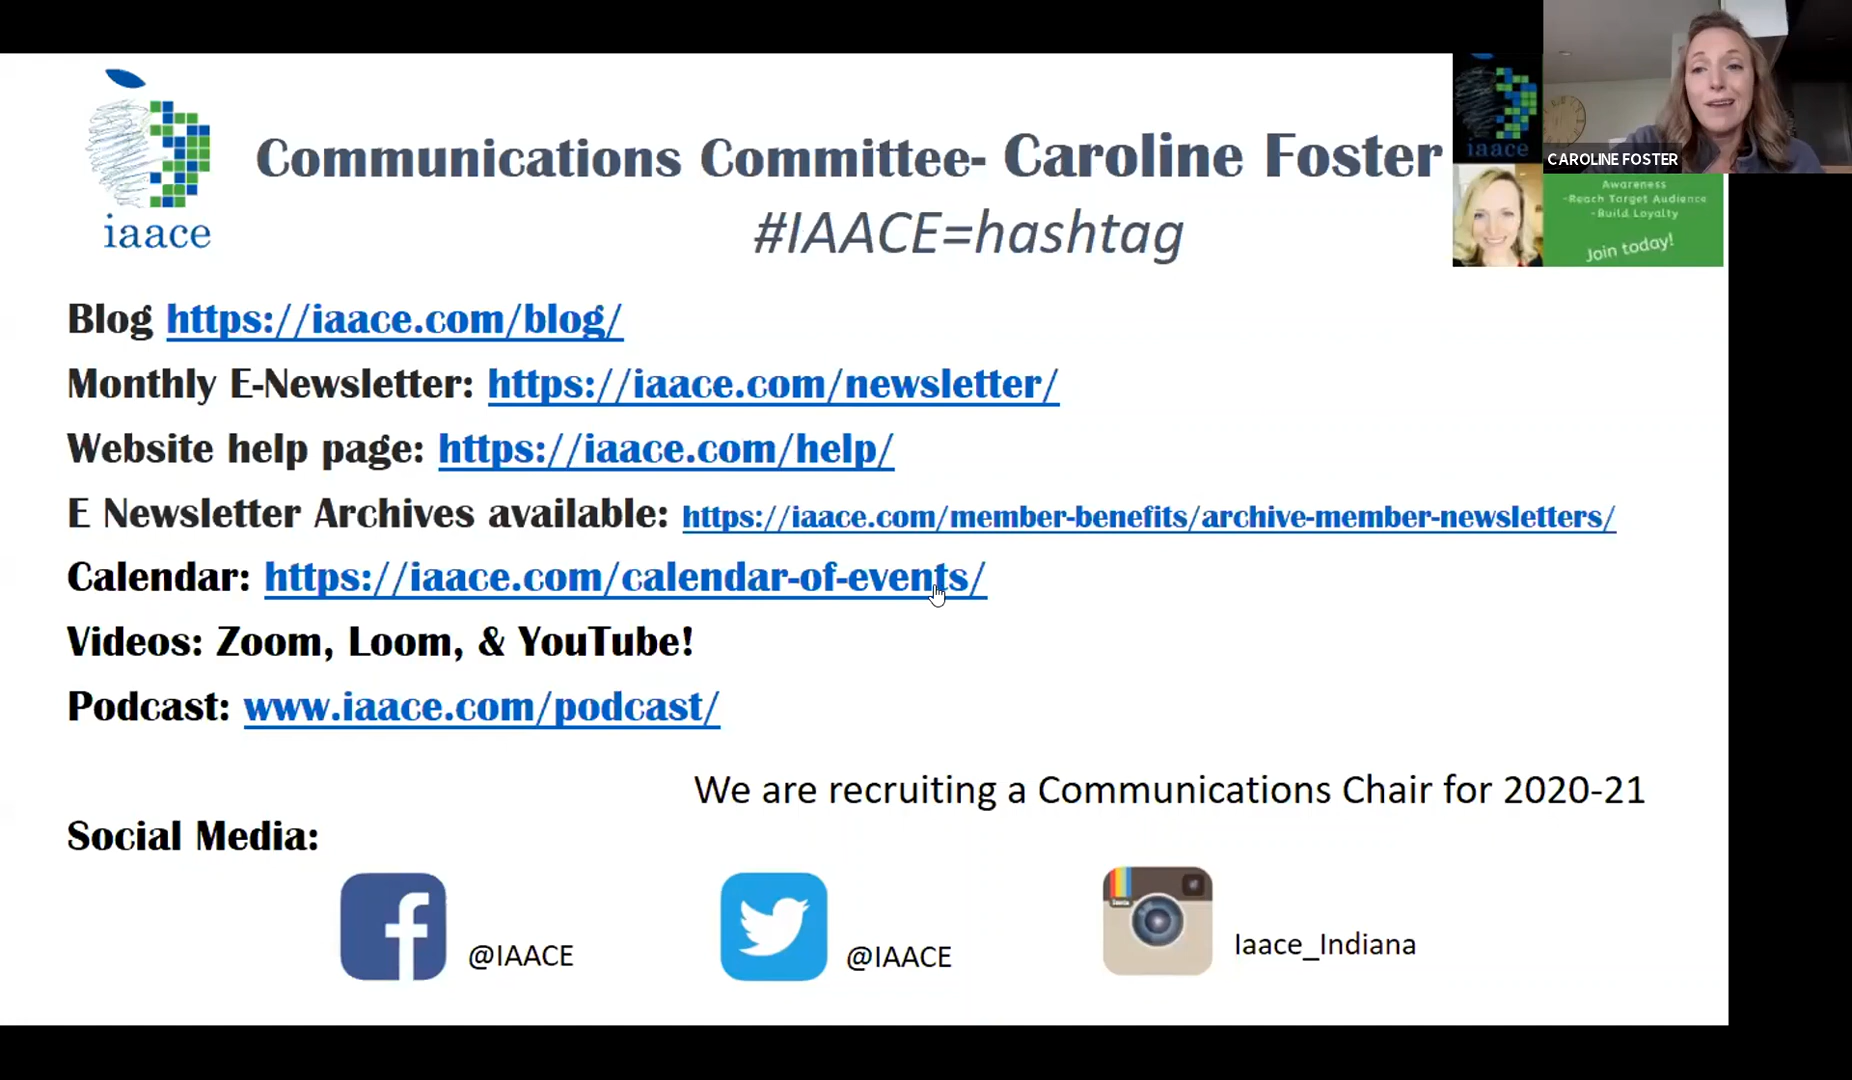 iaace
Communications Committee- Caroline Foster
#IAACE=hashtag
iaace
CAROLINE FOSTER
Awareness
-Reach Target Audience
-Build Loyalty
Join today!
Blog https://iaace.com/blog/
Monthly E-Newsletter: https://iaace.com/newsletter/
Website help page: https://iaace.com/help/
E Newsletter Archives available: https://iaace.com/member-benefits/archive-member-newsletters/
Calendar: https://iaace.com/calendar-of-events/
Videos: Zoom, Loom, & YouTube!
Podcast: www.iaace.com/podcast/
We are recruiting a Communications Chair for 2020-21
Social Media:
@IAACE
@IAACE
Iaace_Indiana